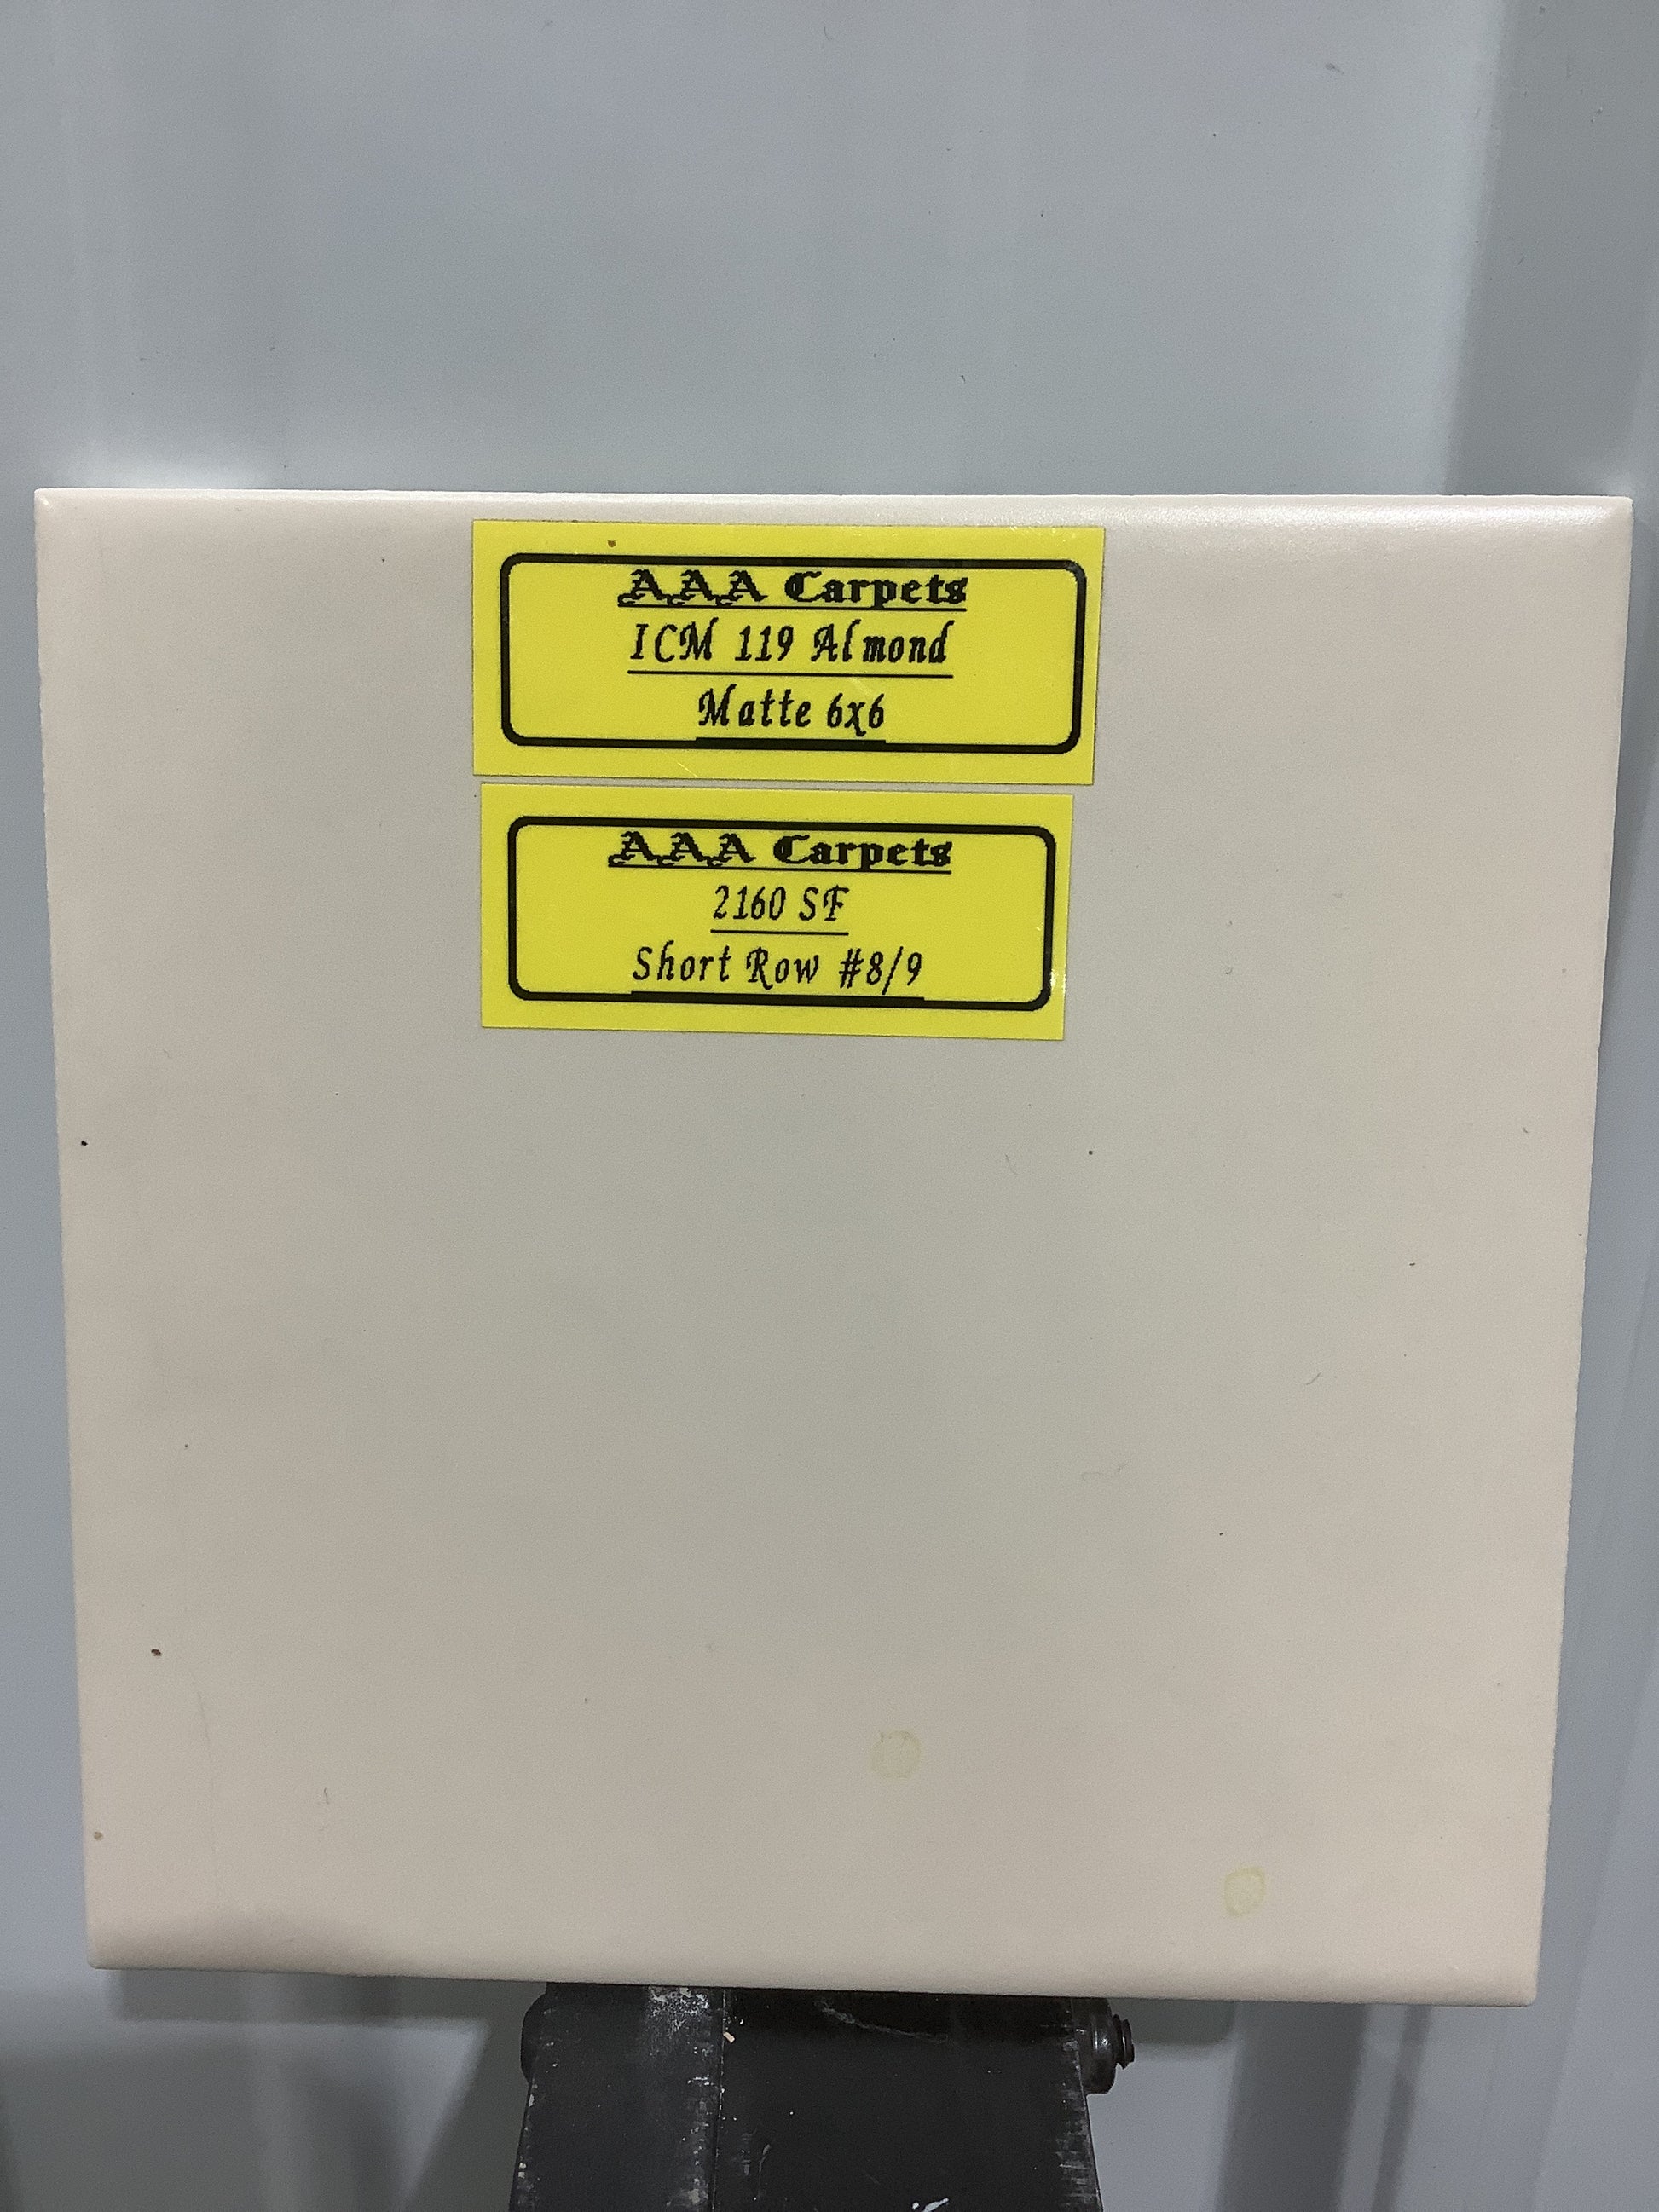 AAA Carpets
ICM 119 Almond
Matte 6x6
AAA Carpets
2160 SF
Short Row #8/9